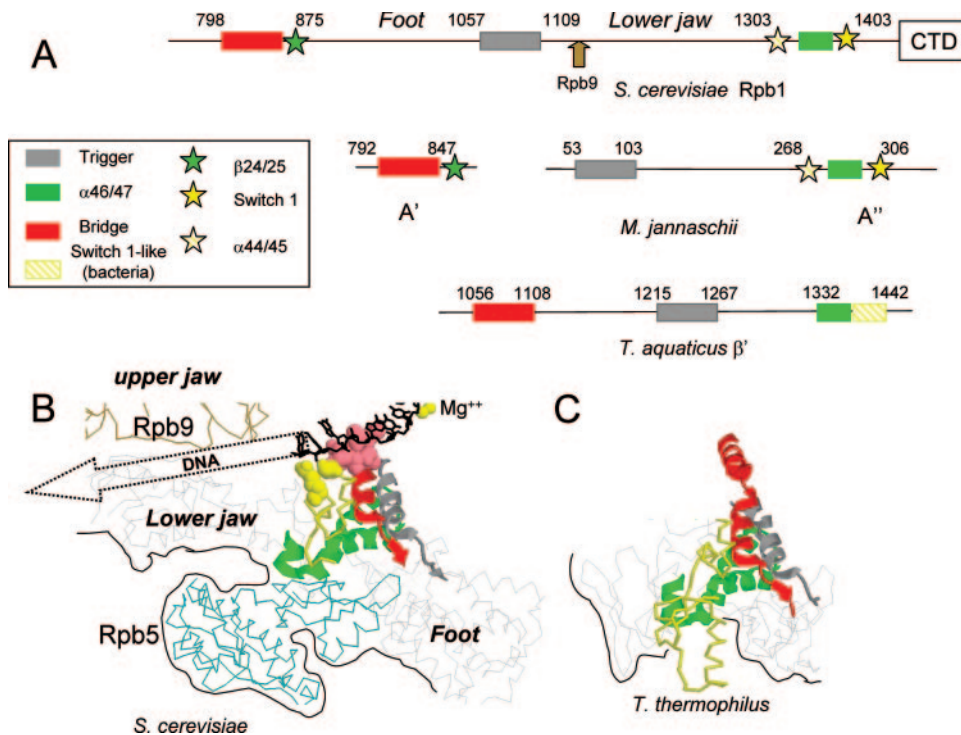 A
798 875 Foot 1057 1109 Lower jaw 1303 1403
CTD
Rpb9
S. cerevisiae Rpb1
Trigger
α46/47
Bridge
Switch 1-like
(bacteria)
β24/25
Switch 1
α44/45
792 847
A'
53 103 268 306
A''
M. jannaschii
1056 1108 1215 1267 1332 1442
T. aquaticus β'
B
upper jaw
Rpb9
Mg++
DNA
Lower jaw
Rpb5
Foot
S. cerevisiae
C
T. thermophilus